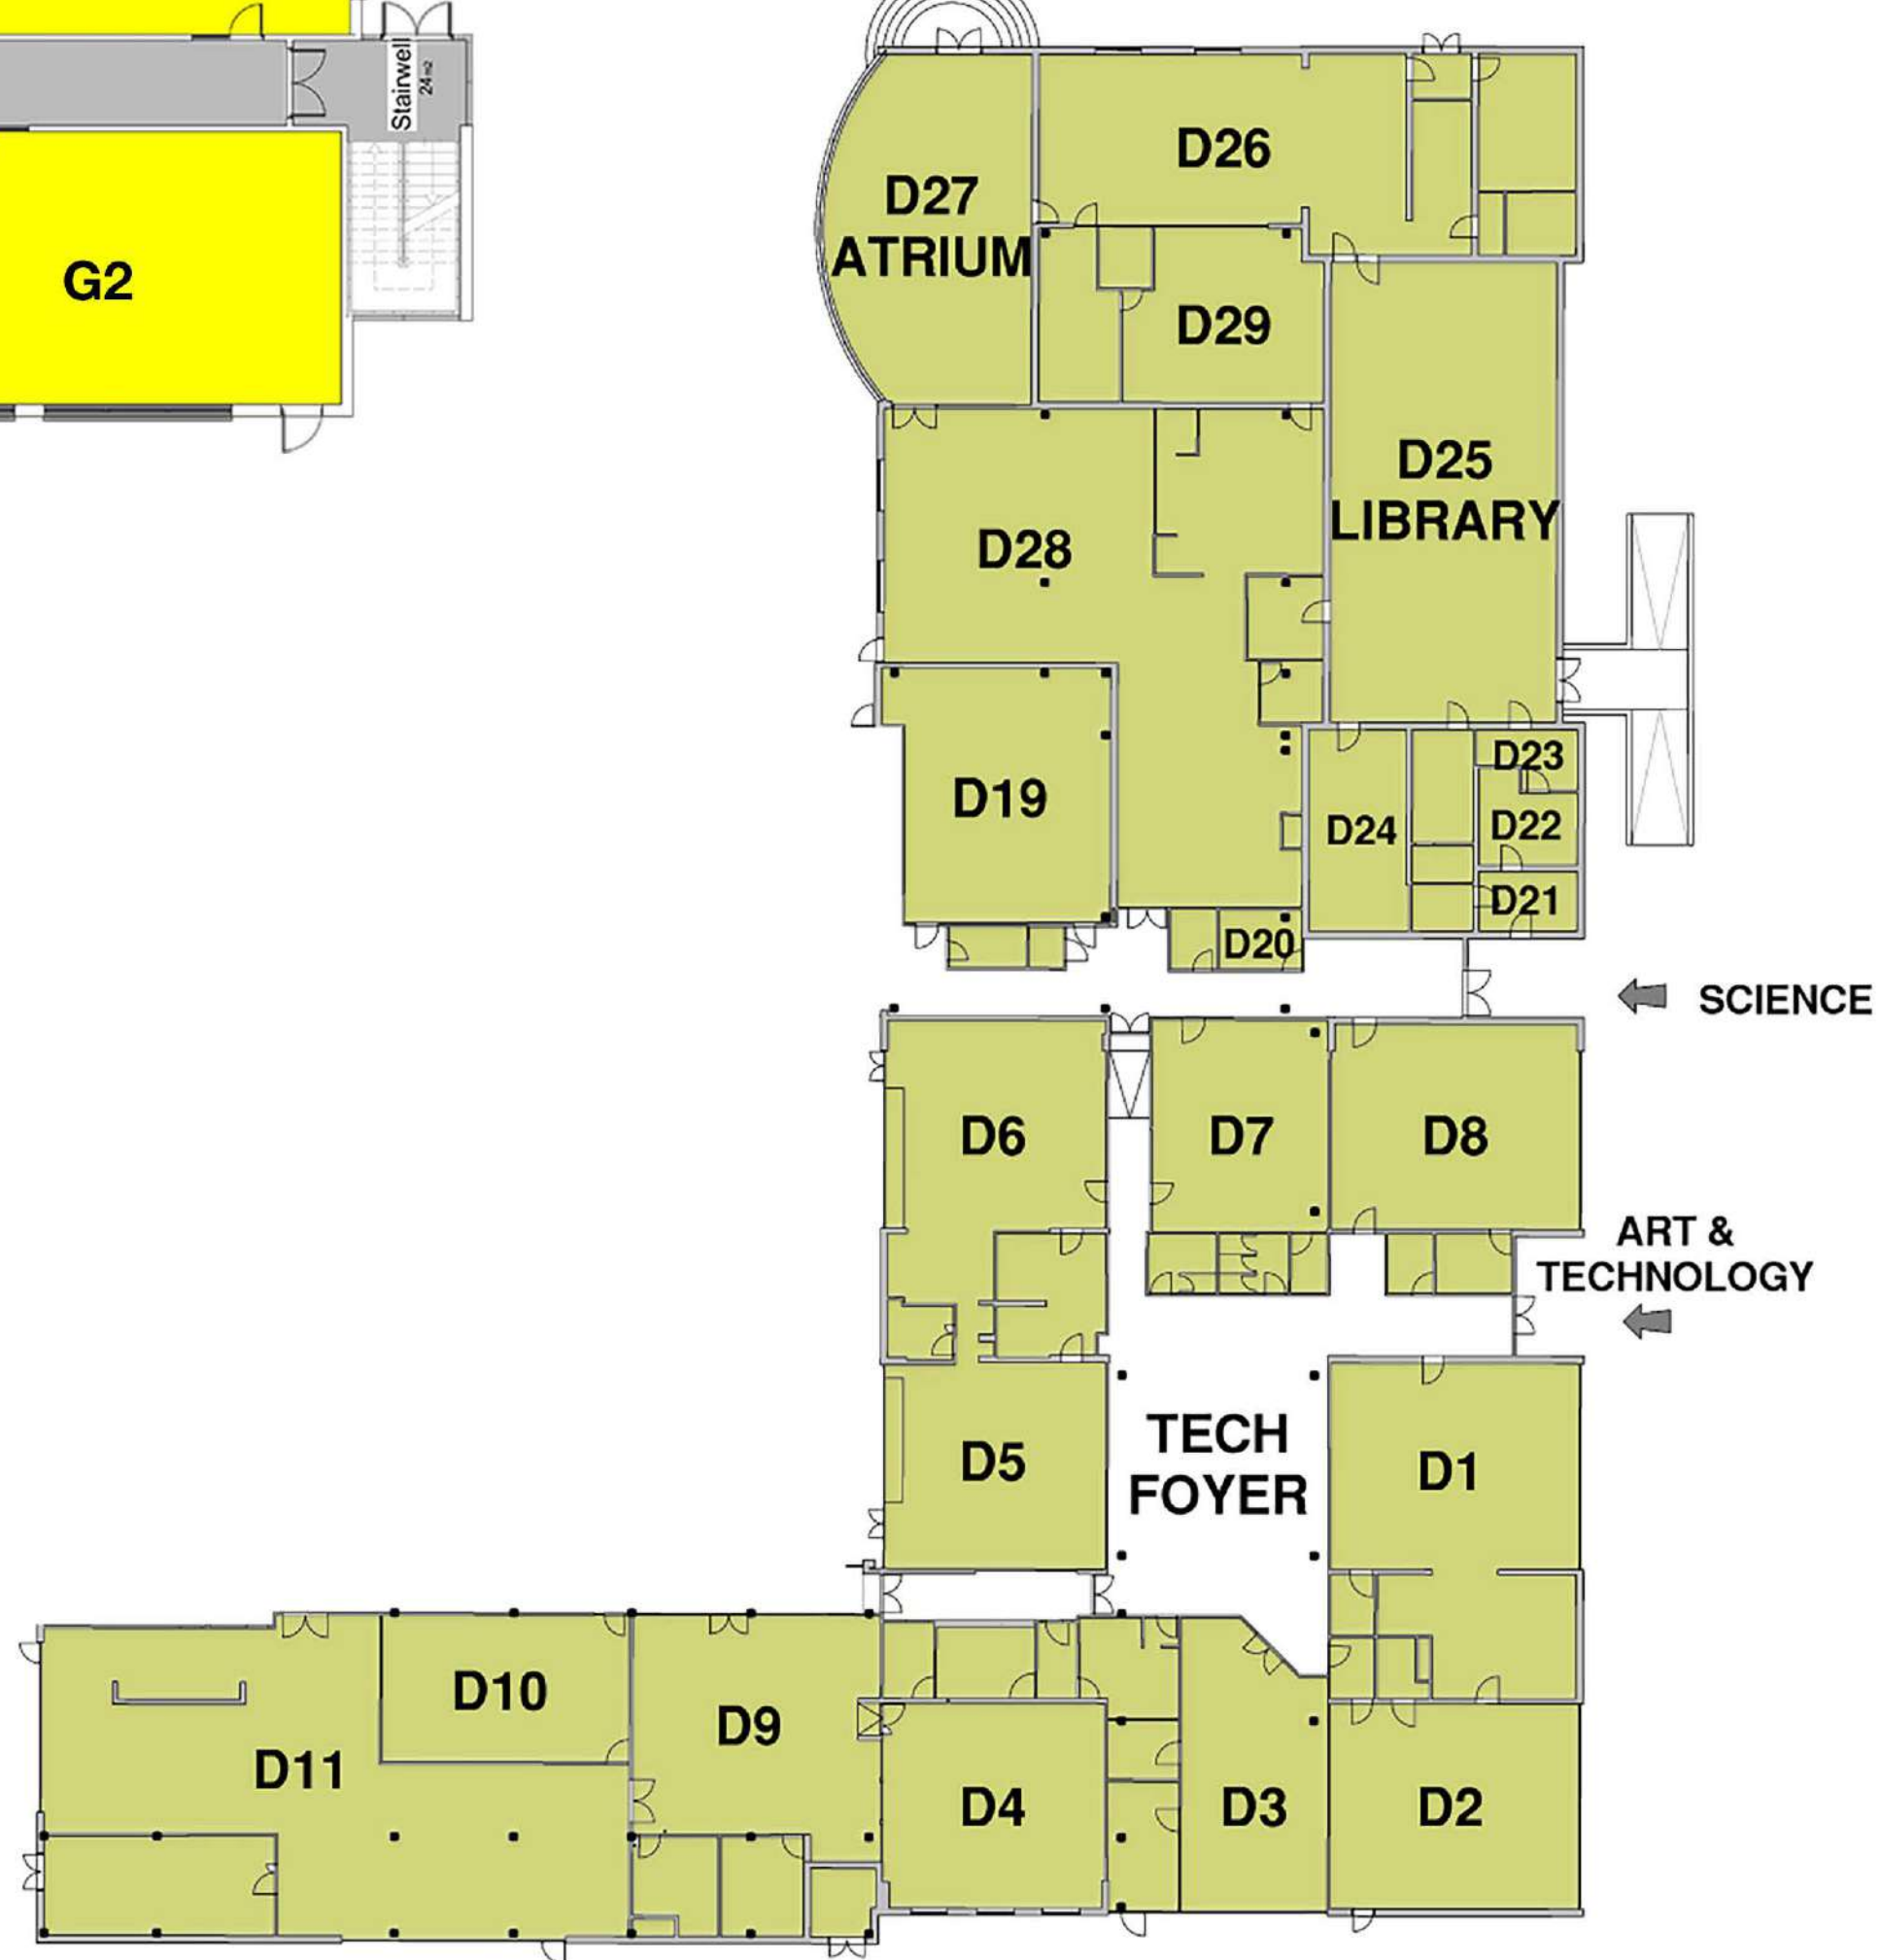 Stairwell
24 m2
G2
D26
D27
ATRIUM
D29
D25
LIBRARY
D28
D23
D19
D24
D22
D21
D20
SCIENCE
D6
D7
D8
ART &
TECHNOLOGY
TECH
FOYER
D5
D1
D10
D9
D11
D4
D3
D2